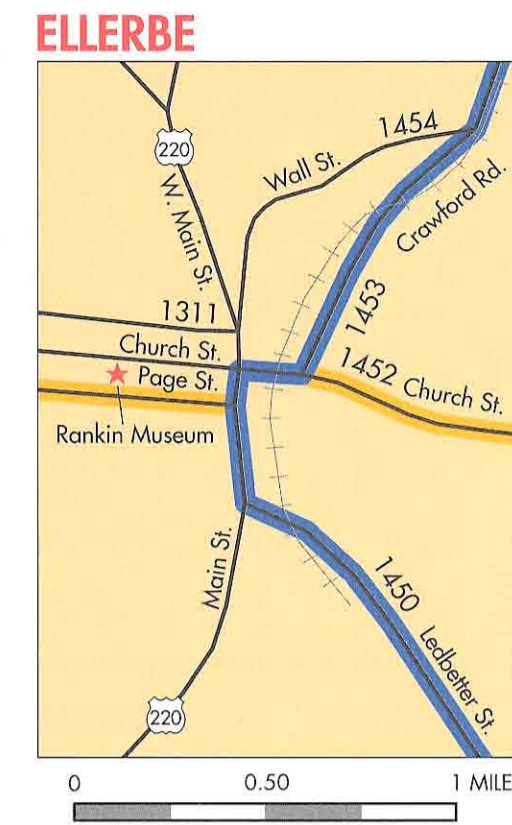 ELLERBE
220
1454
Wall St.
W. Main St.
Crawford Rd.
1311
1453
Church St.
1452 Church St.
Page St.
Rankin Museum
Main St.
1450 Ledbetter St.
220
0 0.50 1 MILE